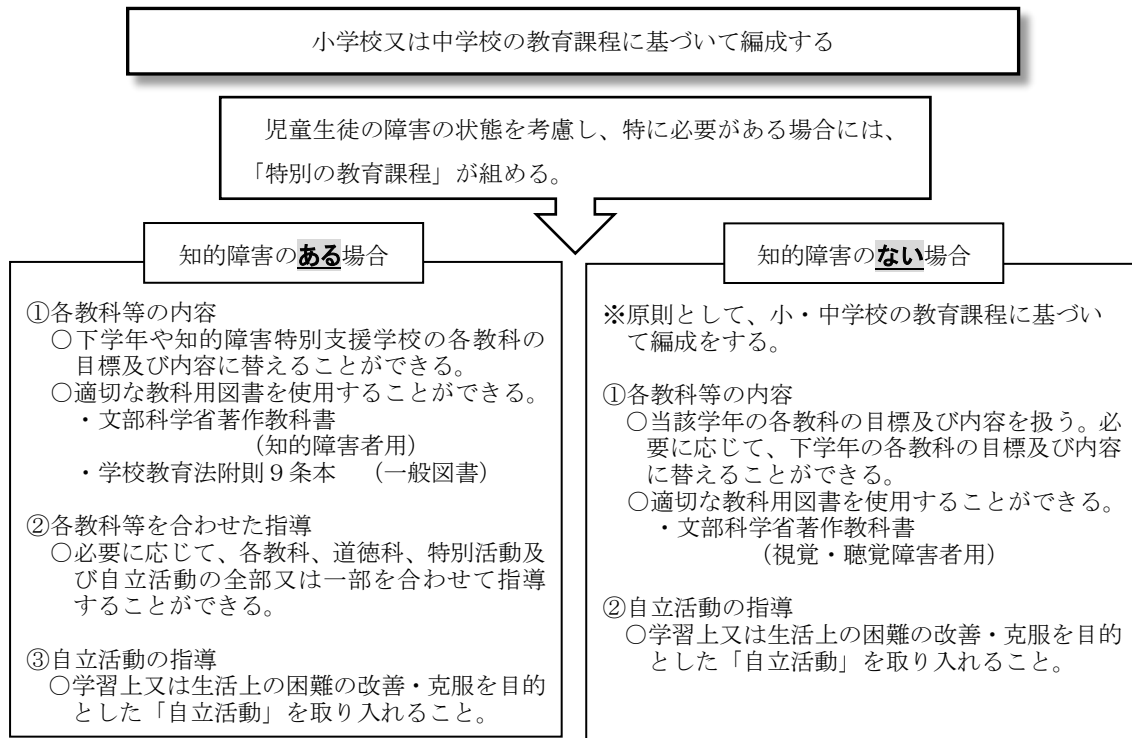 小学校又は中学校の教育課程に基づいて編成する
児童生徒の障害の状態を考慮し、特に必要がある場合には、
「特別の教育課程」が組める。
知的障害のある場合
①各教科等の内容
○下学年や知的障害特別支援学校の各教科の
目標及び内容に替えることができる。
○適切な教科用図書を使用することができる。
・文部科学省著作教科書
(知的障害者用)
・学校教育法附則9条本 (一般図書)
②各教科等を合わせた指導
○必要に応じて、各教科、道徳科、特別活動及
び自立活動の全部又は一部を合わせて指導
することができる。
③自立活動の指導
○学習上又は生活上の困難の改善・克服を目的
とした「自立活動」を取り入れること。
知的障害のない場合
※原則として、小・中学校の教育課程に基づい
て編成をする。
①各教科等の内容
○当該学年の各教科の目標及び内容を扱う。必
要に応じて、下学年の各教科の目標及び内容
に替えることができる。
○適切な教科用図書を使用することができる。
・文部科学省著作教科書
(視覚・聴覚障害者用)
②自立活動の指導
○学習上又は生活上の困難の改善・克服を目的
とした「自立活動」を取り入れること。